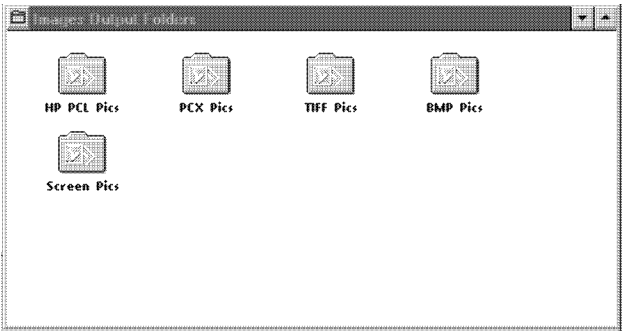 Images Output Folders
HP PCL Pics PCX Pics TIFF Pics BMP Pics
Screen Pics